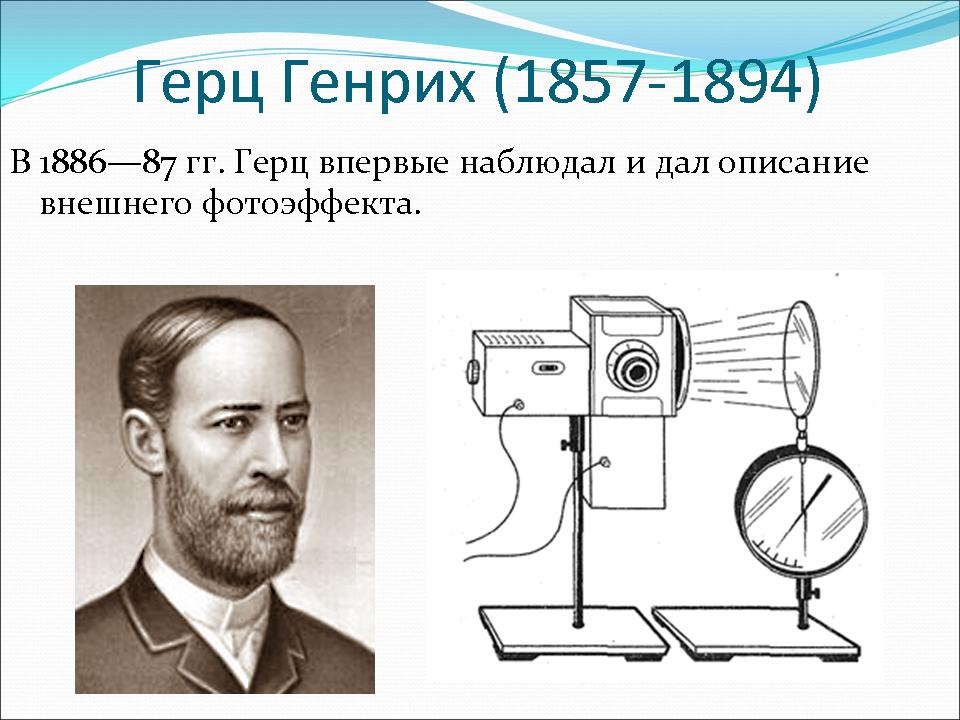 Герц Генрих (1857-1894)
В 1886—87 гг. Герц впервые наблюдал и дал описание
внешнего фотоэффекта.